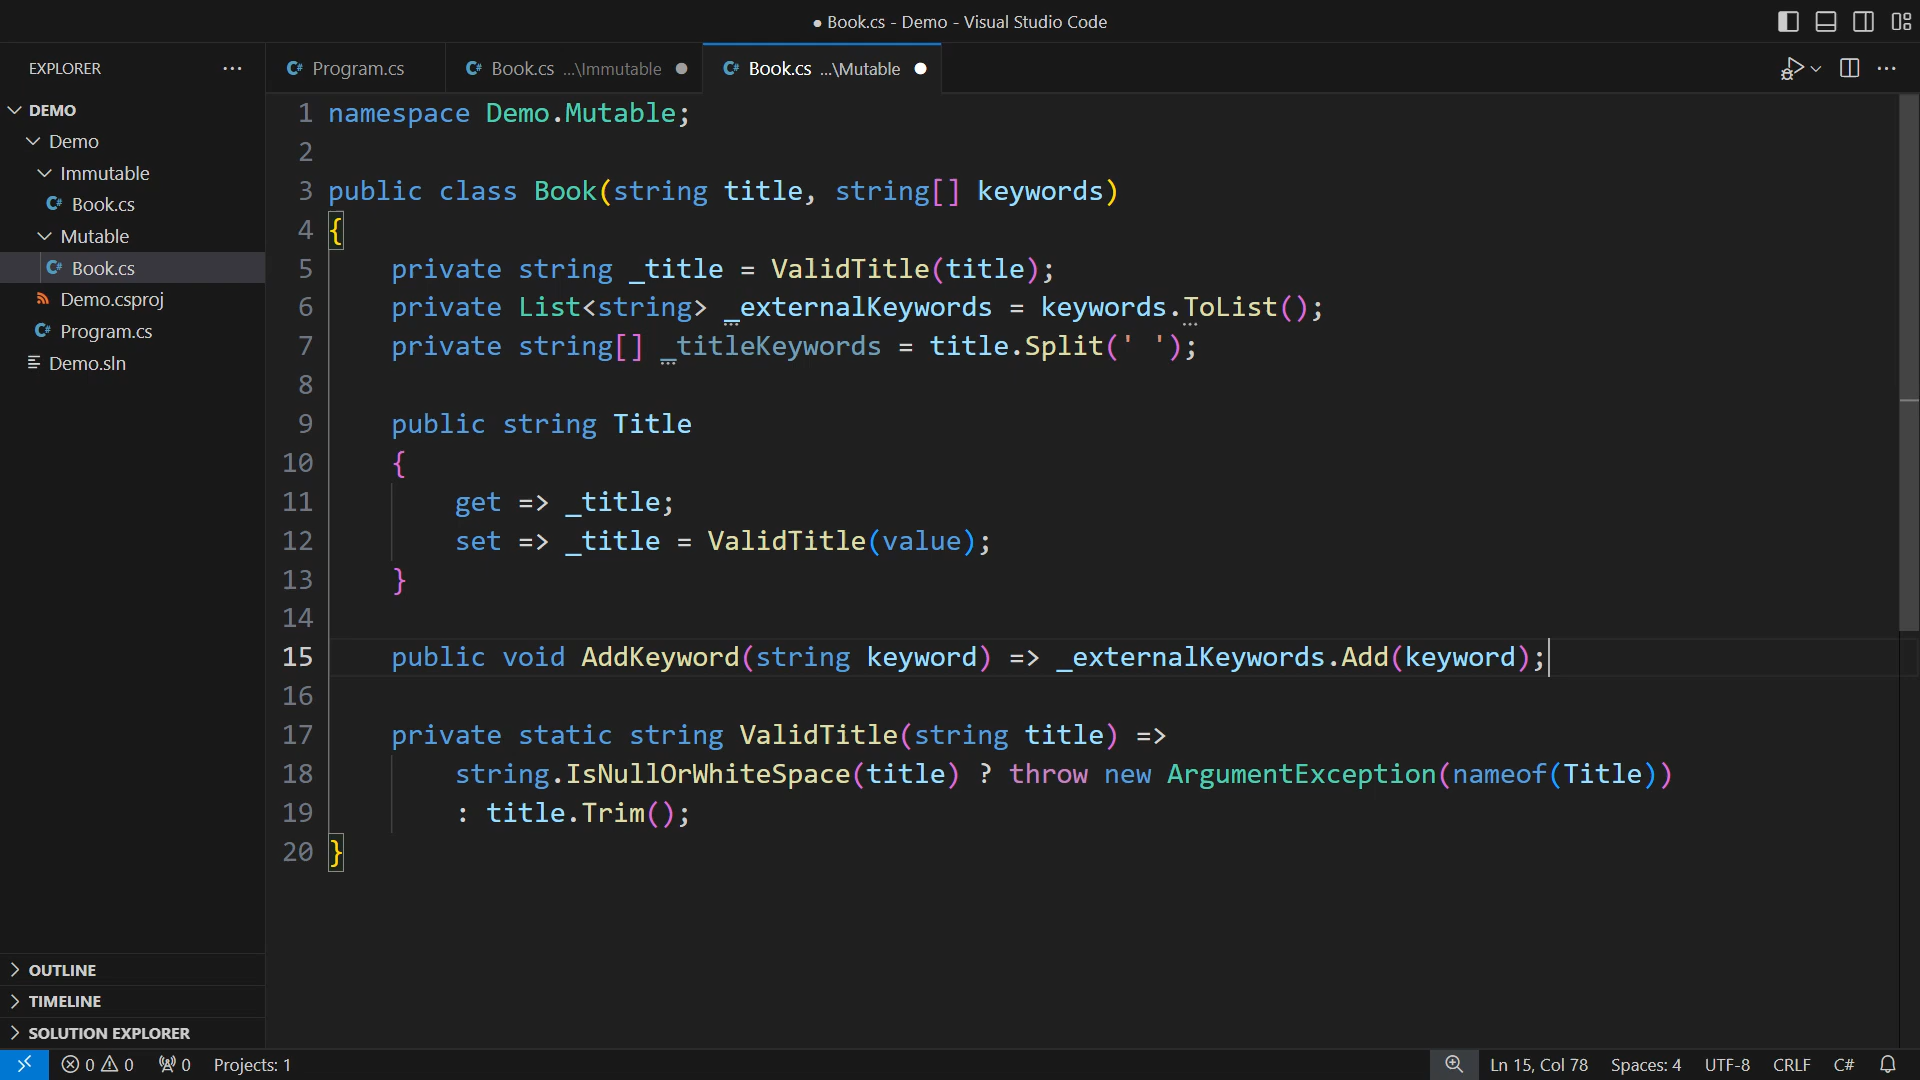 ● Book.cs - Demo - Visual Studio Code
EXPLORER
Program.cs
Book.cs ...\Immutable
Book.cs ...\Mutable
DEMO
Demo
Immutable
Book.cs
Mutable
Book.cs
Demo.csproj
Program.cs
Demo.sln
1 namespace Demo.Mutable;
2
3 public class Book(string title, string[] keywords)
4 {
5     private string _title = ValidTitle(title);
6     private List<string> _externalKeywords = keywords.ToList();
7     private string[] _titleKeywords = title.Split(' ');
8
9     public string Title
10     {
11         get => _title;
12         set => _title = ValidTitle(value);
13     }
14
15     public void AddKeyword(string keyword) => _externalKeywords.Add(keyword);
16
17     private static string ValidTitle(string title) =>
18         string.IsNullOrWhiteSpace(title) ? throw new ArgumentException(nameof(Title))
19         : title.Trim();
20 }
OUTLINE
TIMELINE
SOLUTION EXPLORER
0 0 0 Projects: 1 Ln 15, Col 78 Spaces: 4 UTF-8 CRLF C#